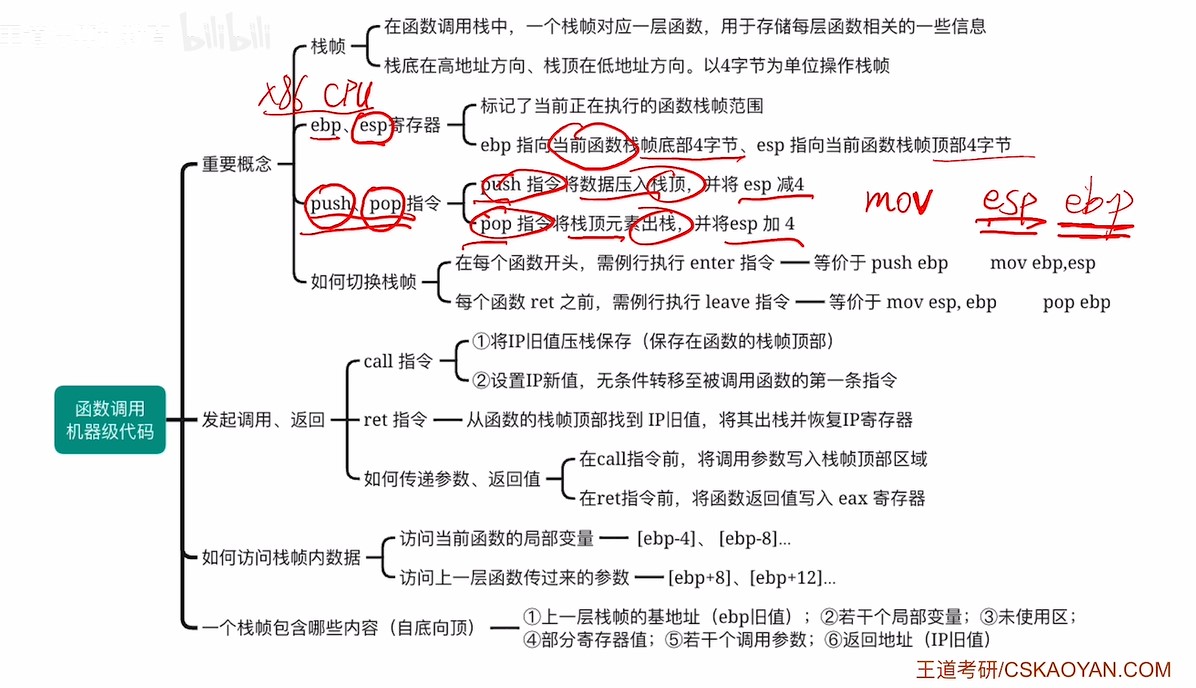 bilibili
在函数调用栈中，一个栈帧对应一层函数，用于存储每层函数相关的一些信息
栈帧
栈底在高地址方向、栈顶在低地址方向。以4字节为单位操作栈帧
x86 CPU
标记了当前正在执行的函数栈帧范围
ebp、esp寄存器
ebp 指向当前函数栈帧底部4字节、esp 指向当前函数栈帧顶部4字节
重要概念
push 指令将数据压入栈顶，并将 esp 减4
push、pop 指令
mov esp ebp
pop 指令将栈顶元素出栈，并将esp 加 4
在每个函数开头，需例行执行 enter 指令 等价于 push ebp mov ebp,esp
如何切换栈帧
每个函数 ret 之前，需例行执行 leave 指令 等价于 mov esp, ebp pop ebp
①将IP旧值压栈保存（保存在函数的栈帧顶部）
call 指令
②设置IP新值，无条件转移至被调用函数的第一条指令
函数调用
机器级代码
发起调用、返回
ret 指令 从函数的栈帧顶部找到 IP旧值，将其出栈并恢复IP寄存器
在call指令前，将调用参数写入栈帧顶部区域
如何传递参数、返回值
在ret指令前，将函数返回值写入 eax 寄存器
访问当前函数的局部变量 [ebp-4]、 [ebp-8]...
如何访问栈帧内数据
访问上一层函数传过来的参数 [ebp+8]、[ebp+12]...
一个栈帧包含哪些内容（自底向顶）
①上一层栈帧的基地址（ebp旧值）；②若干个局部变量；③未使用区；
④部分寄存器值；⑤若干个调用参数；⑥返回地址（IP旧值）
王道考研/CSKAOYAN.COM